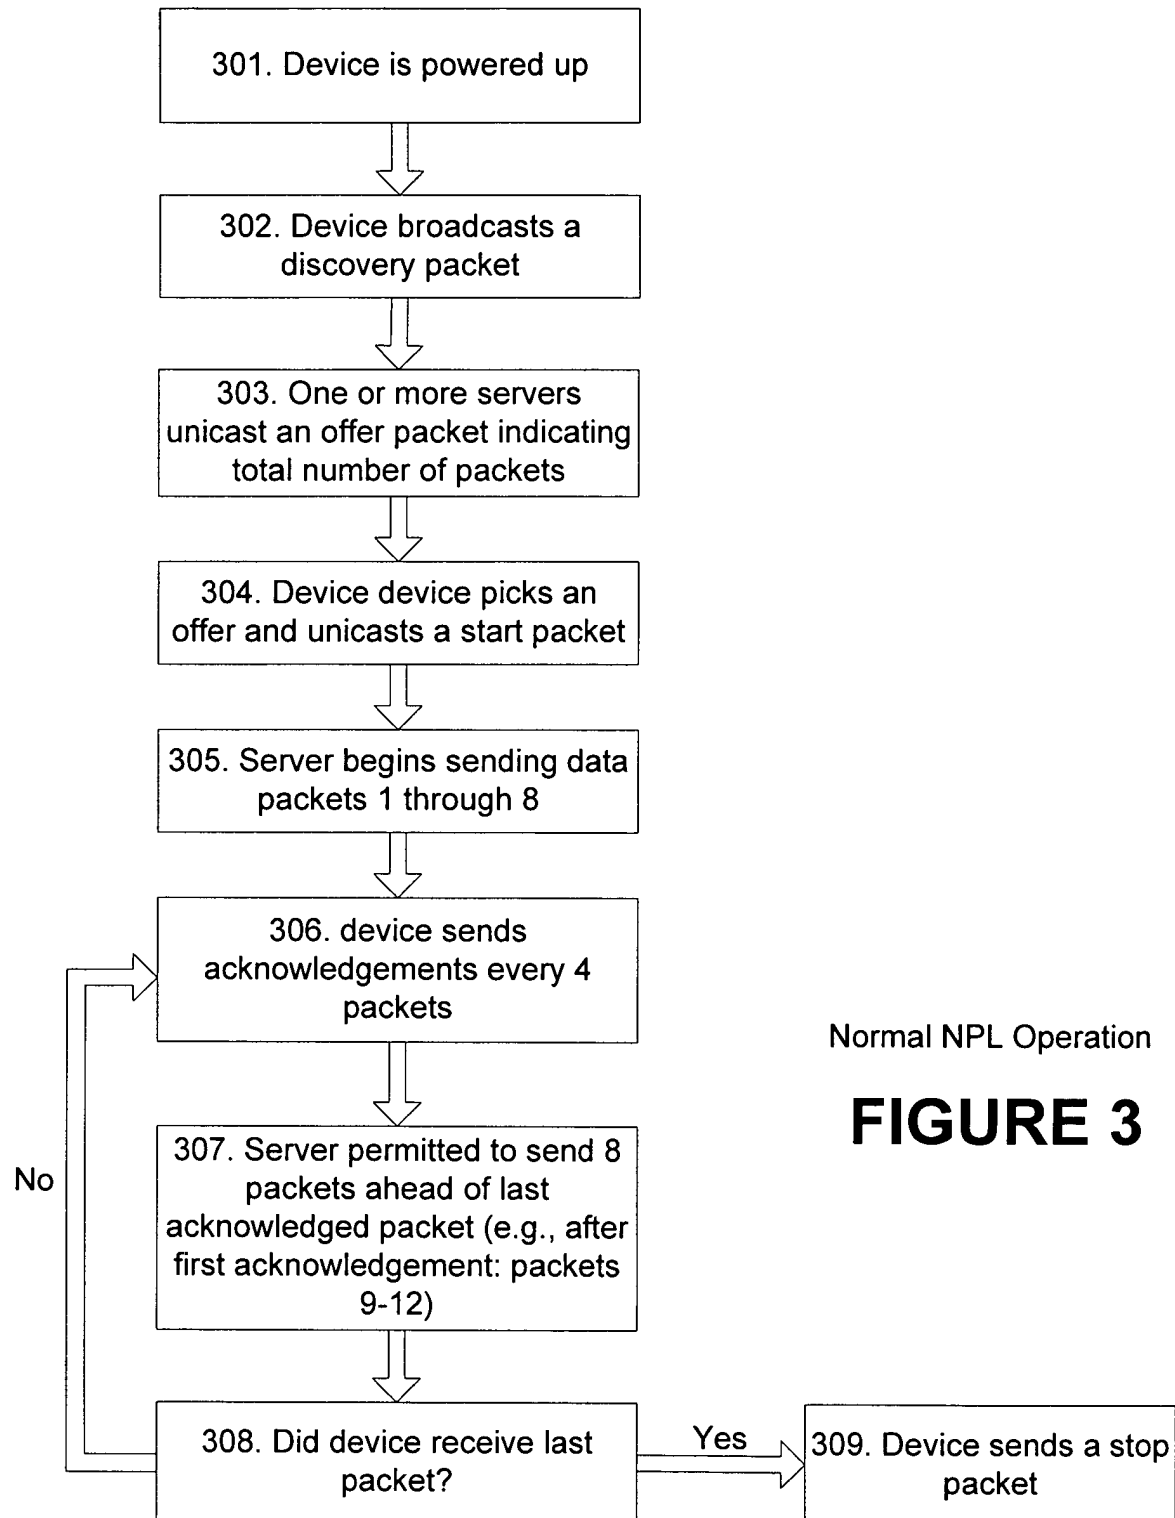 301. Device is powered up
302. Device broadcasts a
discovery packet
303. One or more servers
unicast an offer packet indicating
total number of packets
304. Device device picks an
offer and unicasts a start packet
305. Server begins sending data
packets 1 through 8
306. device sends
acknowledgements every 4
packets
307. Server permitted to send 8
packets ahead of last
acknowledged packet (e.g., after
first acknowledgement: packets
9-12)
308. Did device receive last
packet?
No
Yes
309. Device sends a stop
packet
Normal NPL Operation
FIGURE 3